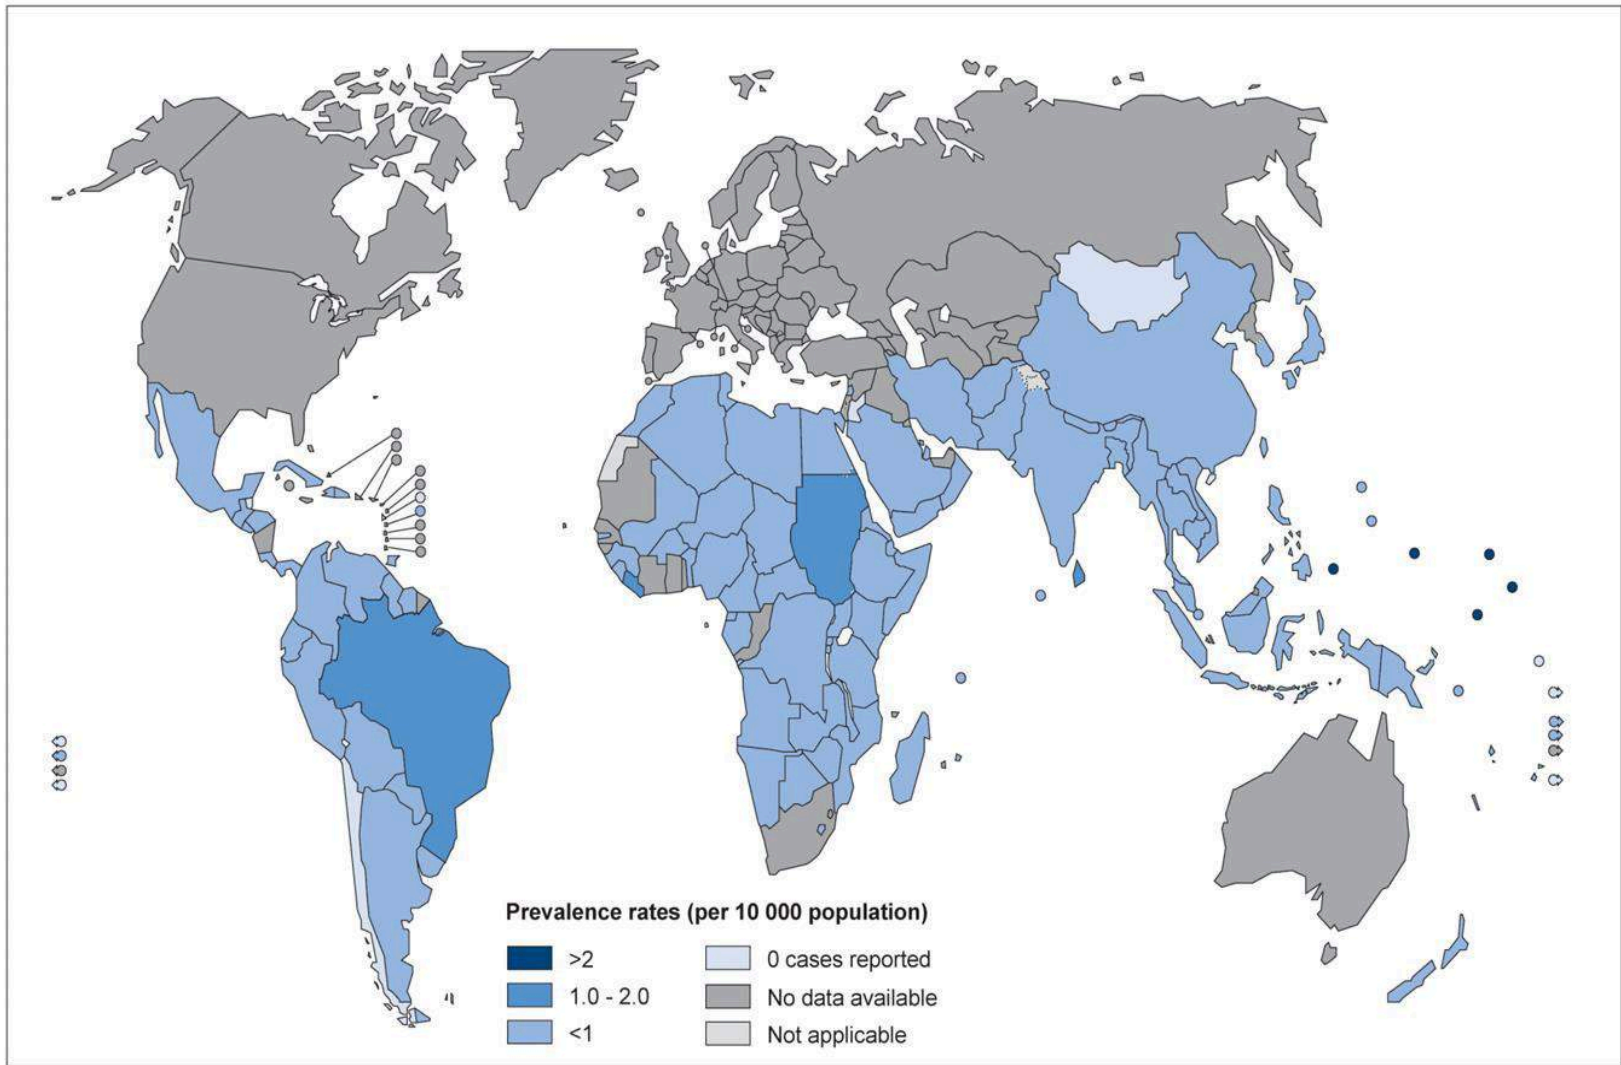 Prevalence rates (per 10 000 population)
>2
1.0 - 2.0
<1
0 cases reported
No data available
Not applicable